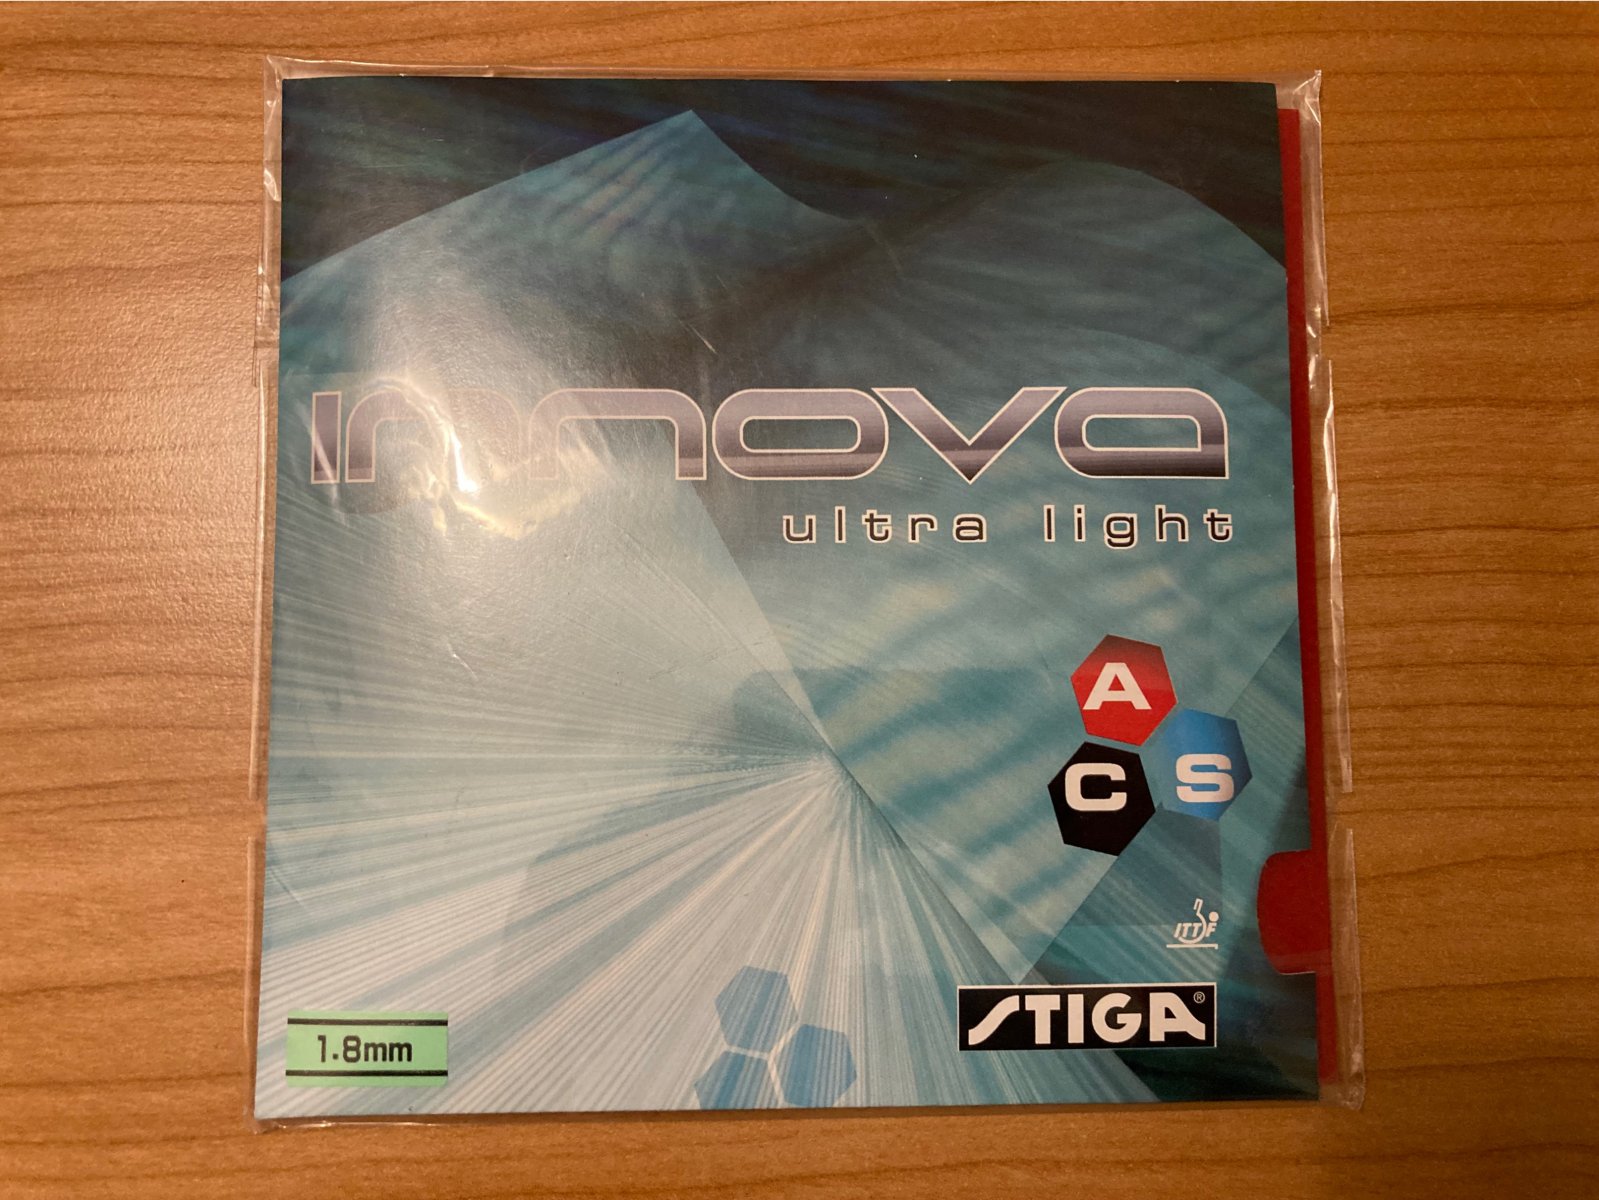 innova
ultra light
A
C S
ITTF
STIGA®
1.8mm